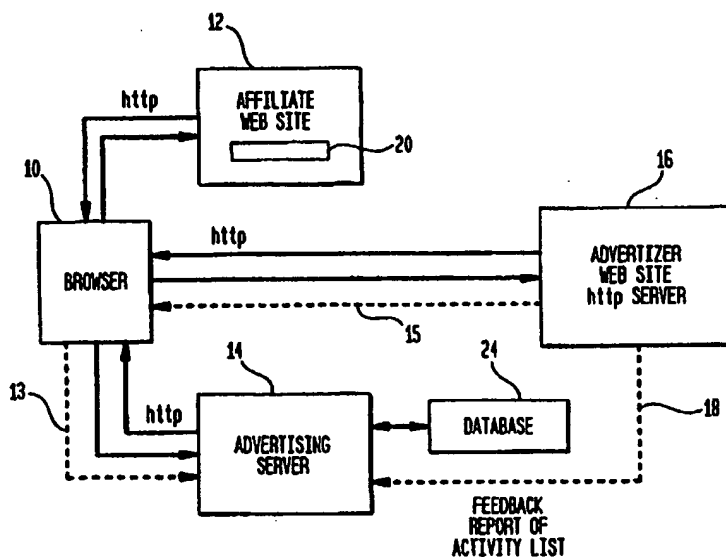 12
http
AFFILIATE
WEB SITE
20
10
16
http
BROWSER
ADVERTIZER
WEB SITE
http SERVER
15
14
24
13
http
18
ADVERTISING
SERVER
DATABASE
FEEDBACK
REPORT OF
ACTIVITY LIST